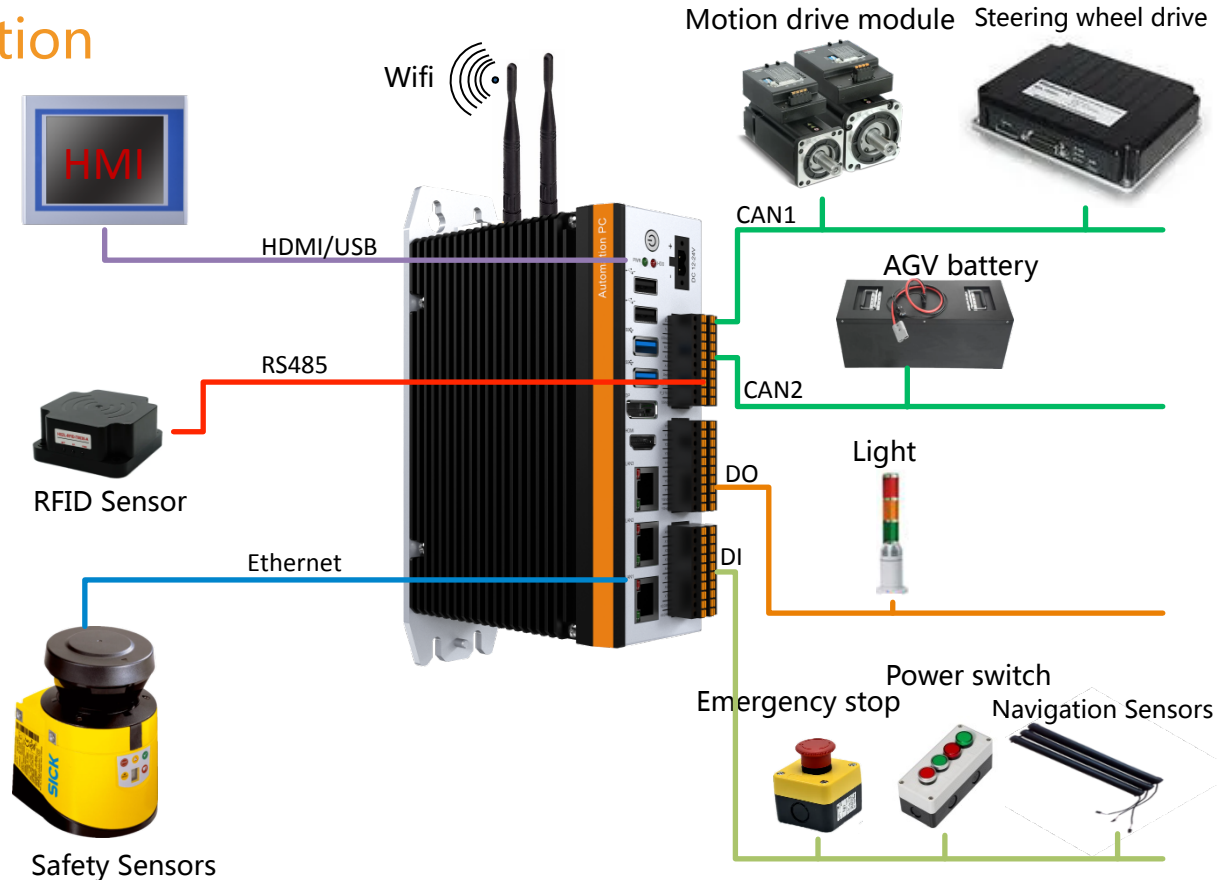 tion
Motion drive module
Steering wheel drive
Wifi
HMI
CAN1
HDMI/USB
Automation PC
DC 12-24V
AGV battery
RS485
CAN2
Light
RFID Sensor
DO
Ethernet
DI
Power switch
Emergency stop
Navigation Sensors
SICK
Safety Sensors